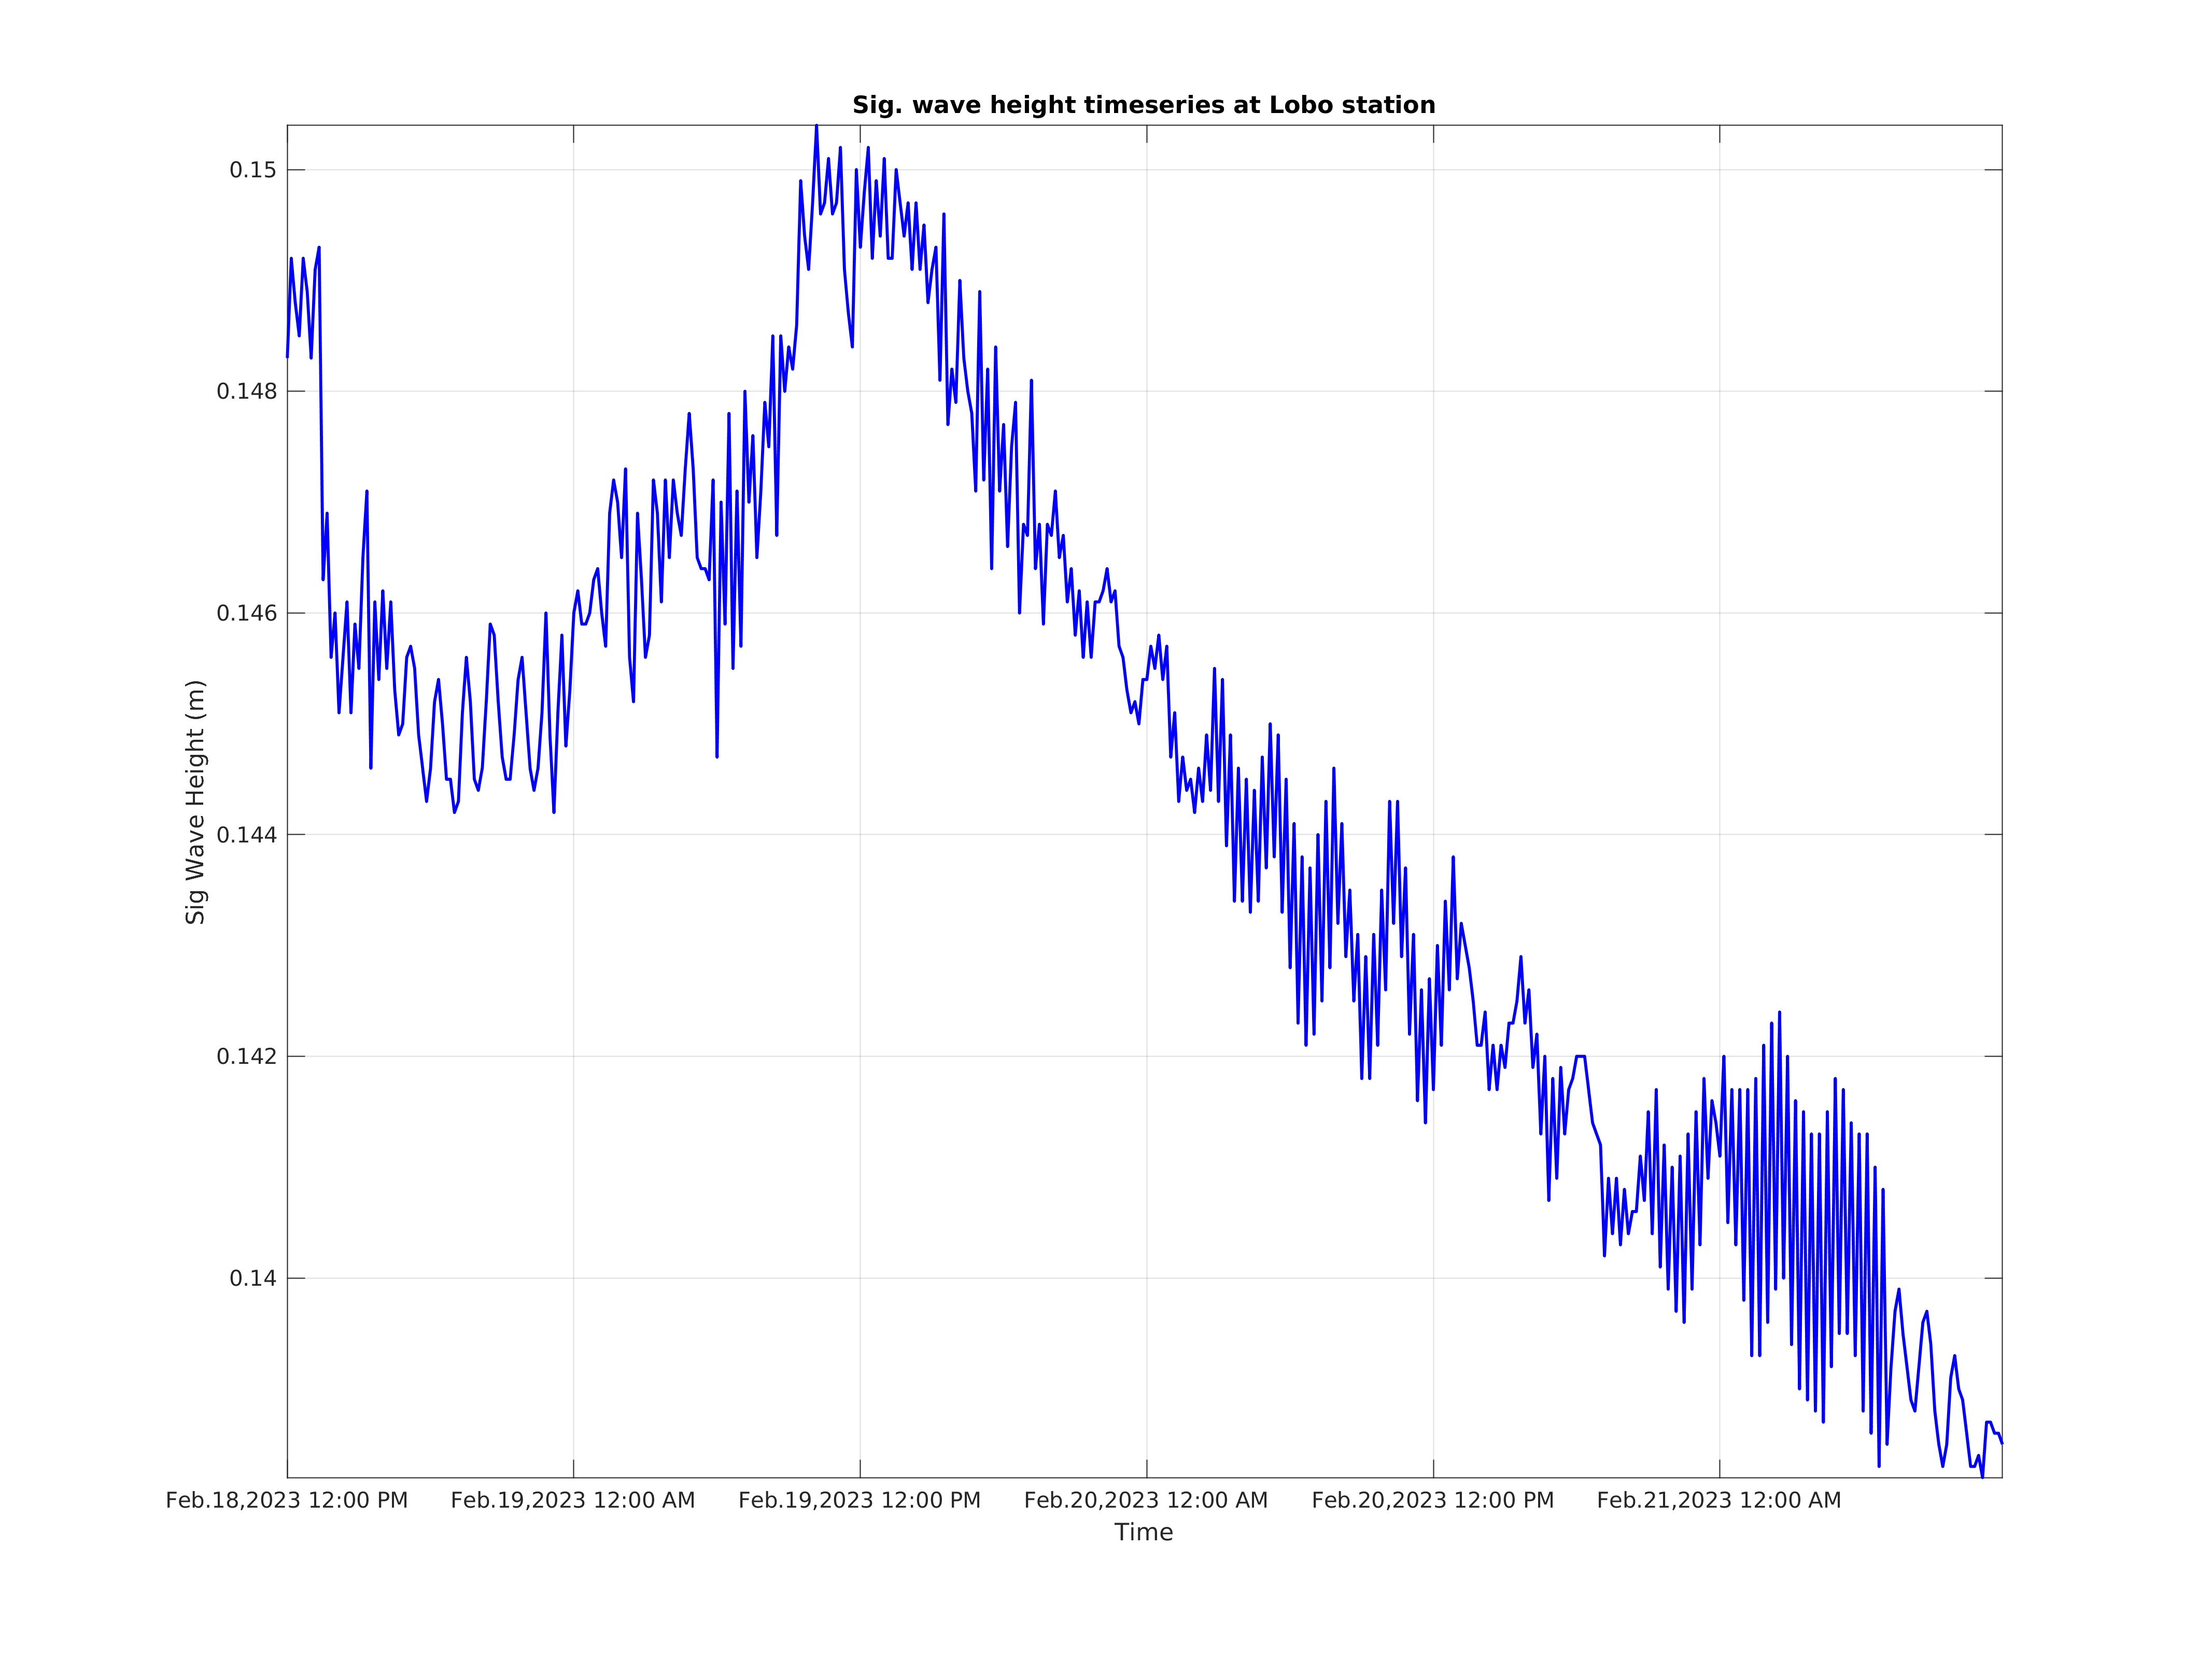 Sig. wave height timeseries at Lobo station
0.15
0.148
0.146
0.144
0.142
0.14
Sig Wave Height (m)
Feb.18,2023 12:00 PM
Feb.19,2023 12:00 AM
Feb.19,2023 12:00 PM
Feb.20,2023 12:00 AM
Feb.20,2023 12:00 PM
Feb.21,2023 12:00 AM
Time